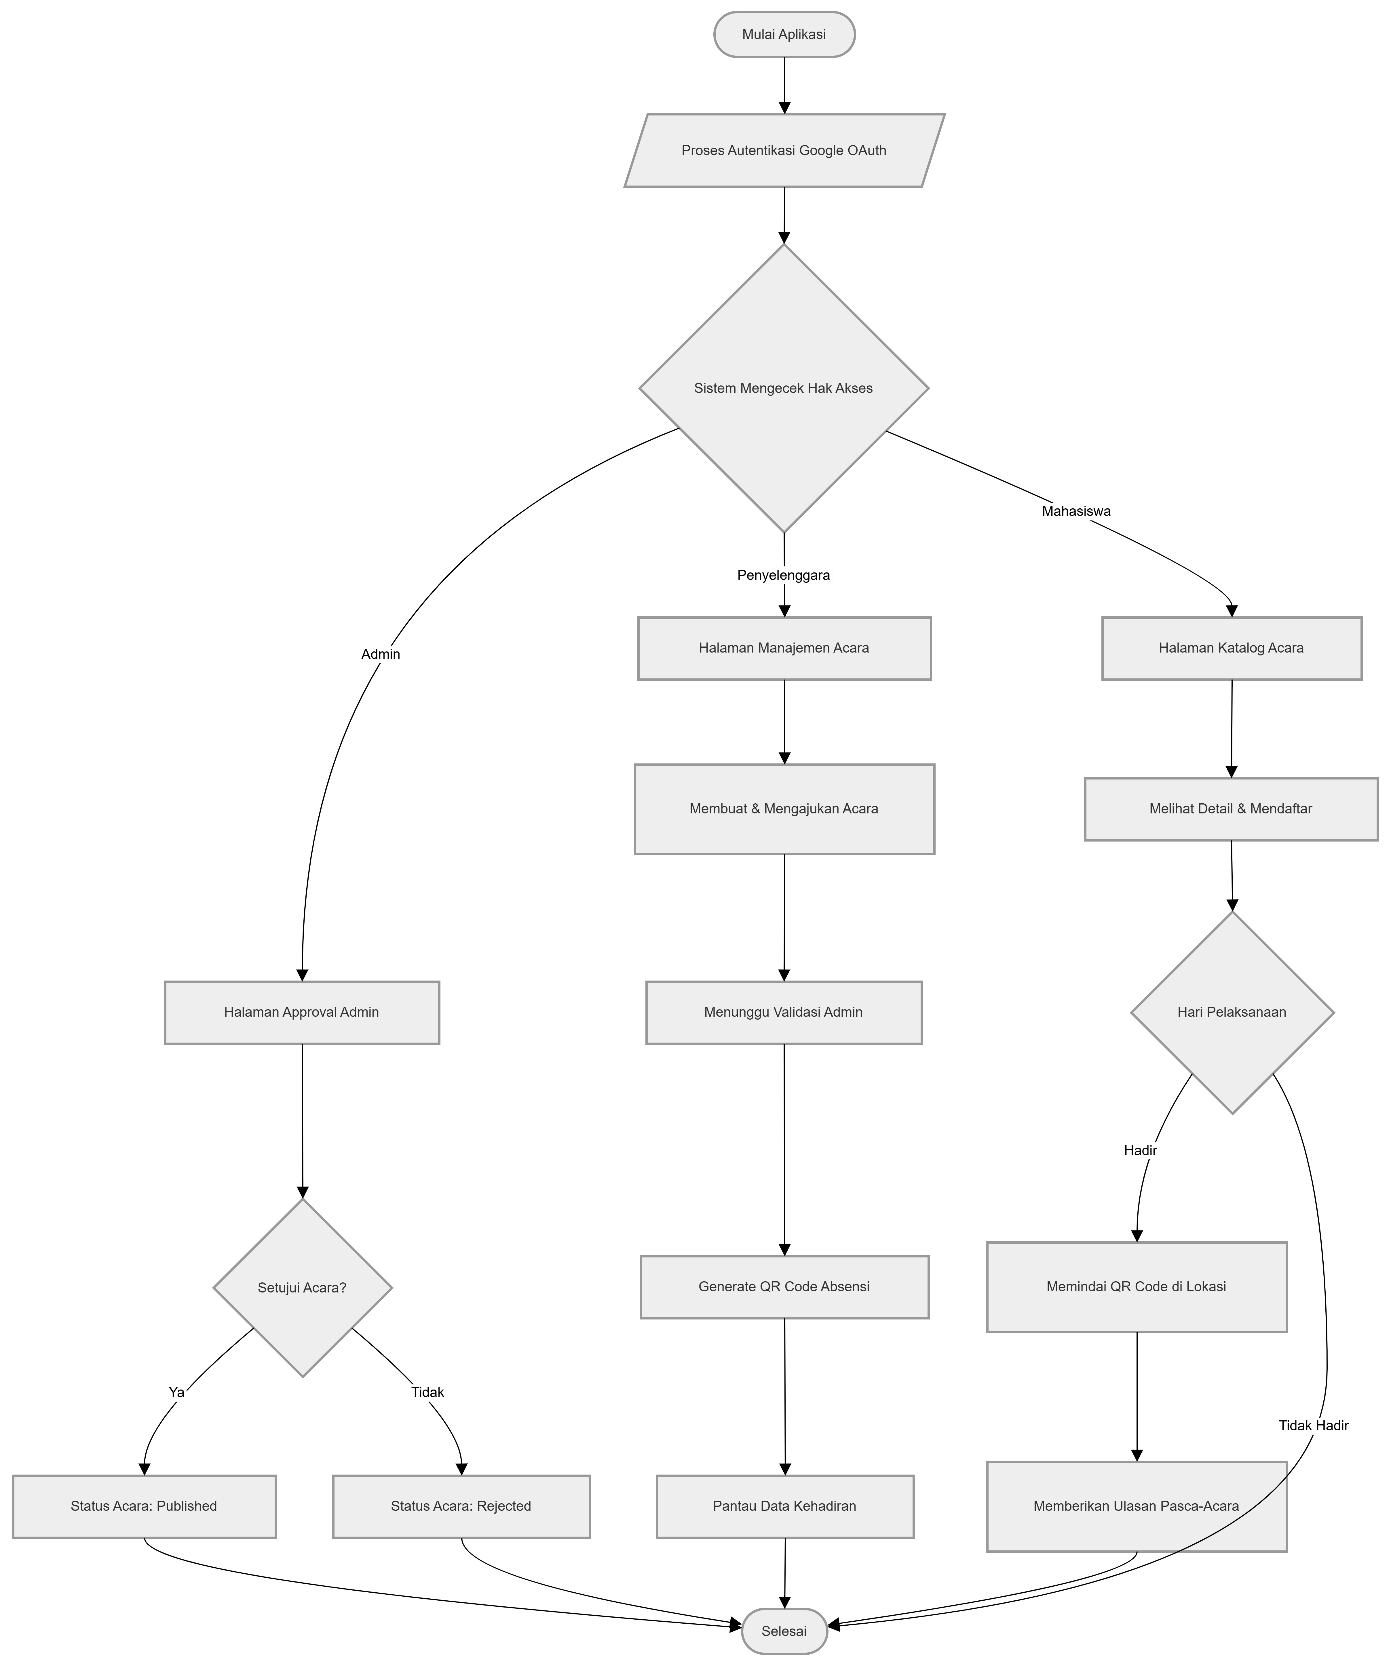 Mulai Aplikasi
Proses Autentikasi Google OAuth
Sistem Mengecek Hak Akses
Mahasiswa
Penyelenggara
Admin
Halaman Manajemen Acara
Halaman Katalog Acara
Membuat & Mengajukan Acara
Melihat Detail & Mendaftar
Halaman Approval Admin
Menunggu Validasi Admin
Hari Pelaksanaan
Hadir
Setujui Acara?
Generate QR Code Absensi
Memindai QR Code di Lokasi
Ya
Tidak
Tidak Hadir
Status Acara: Published
Status Acara: Rejected
Pantau Data Kehadiran
Memberikan Ulasan Pasca-Acara
Selesai